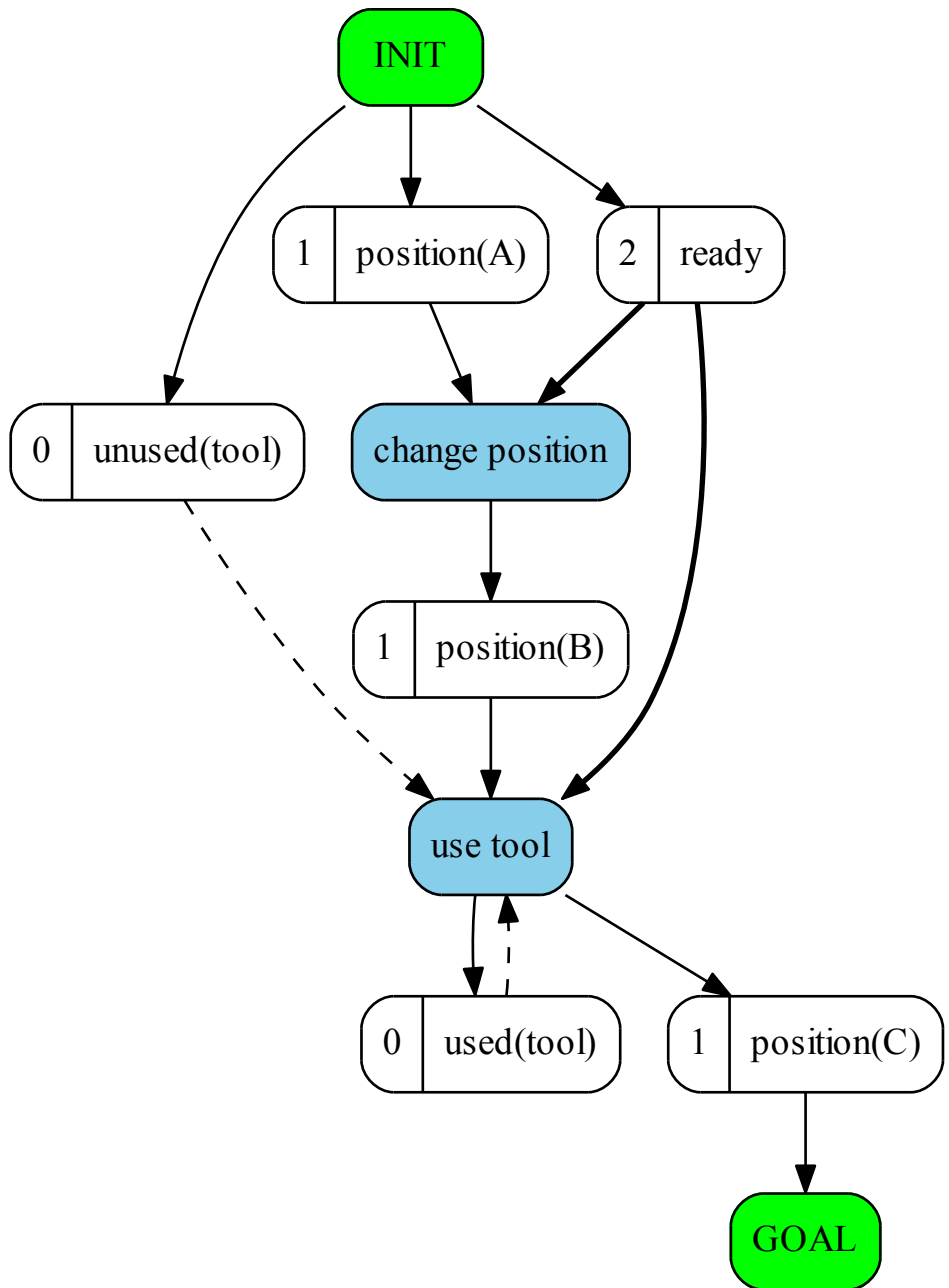 INIT
1 position(A)
2 ready
0 unused(tool)
change position
1 position(B)
use tool
0 used(tool)
1 position(C)
GOAL